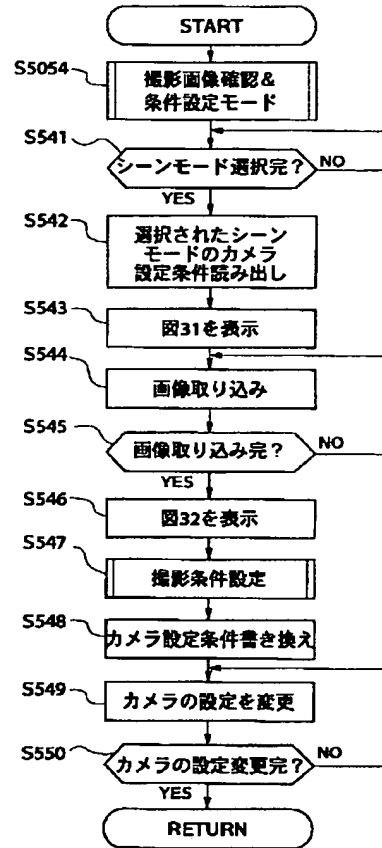 START
S5054
撮影画像確認&
条件設定モード
S541
シーンモード選択完?
NO
YES
S542
選択されたシーン
モードのカメラ
設定条件読み出し
S543
図31を表示
S544
画像取り込み
S545
画像取り込み完?
NO
YES
S546
図32を表示
S547
撮影条件設定
S548
カメラ設定条件書き換え
S549
カメラの設定を変更
S550
カメラの設定変更完?
NO
YES
RETURN